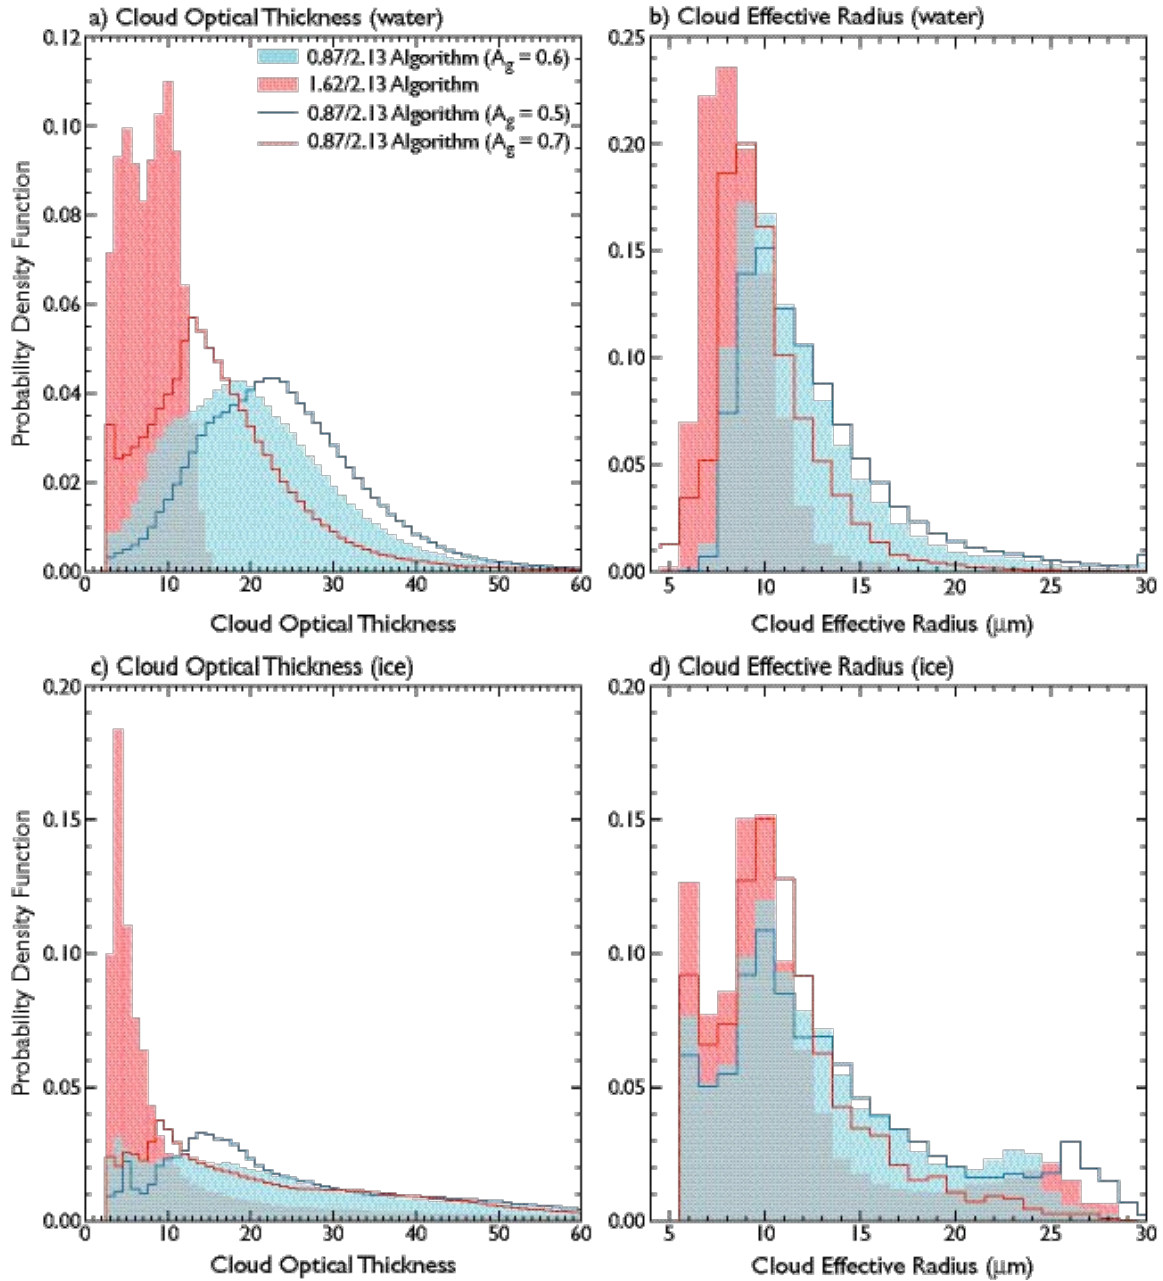 a) Cloud Optical Thickness (water)
0.12
0.10
0.08
0.06
0.04
0.02
0.00
0 10 20 30 40 50 60
Probability Density Function
Cloud Optical Thickness
0.87/2.13 Algorithm (Ag = 0.6)
1.62/2.13 Algorithm
0.87/2.13 Algorithm (Ag = 0.5)
0.87/2.13 Algorithm (Ag = 0.7)
b) Cloud Effective Radius (water)
0.25
0.20
0.15
0.10
0.05
0.00
5 10 15 20 25 30
Cloud Effective Radius (μm)
c) Cloud Optical Thickness (ice)
0.20
0.15
0.10
0.05
0.00
0 10 20 30 40 50 60
Probability Density Function
Cloud Optical Thickness
d) Cloud Effective Radius (ice)
0.20
0.15
0.10
0.05
0.00
5 10 15 20 25 30
Cloud Effective Radius (μm)